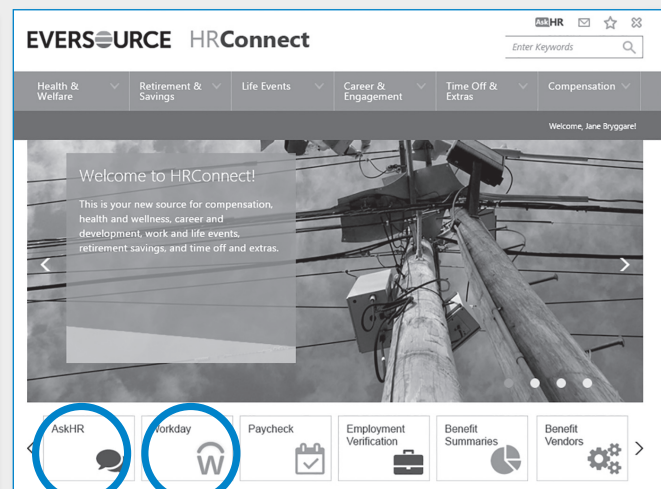 AskHR
EVERSOURCE HRConnect
Enter Keywords
Health &
Welfare
Retirement &
Savings
Life Events
Career &
Engagement
Time Off &
Extras
Compensation
Welcome, Jane Bryggare!
Welcome to HRConnect!
This is your new source for compensation,
health and wellness, career and
development, work and life events,
retirement savings, and time off and extras.
AskHR
Workday
Paycheck
Employment
Verification
Benefit
Summaries
Benefit
Vendors